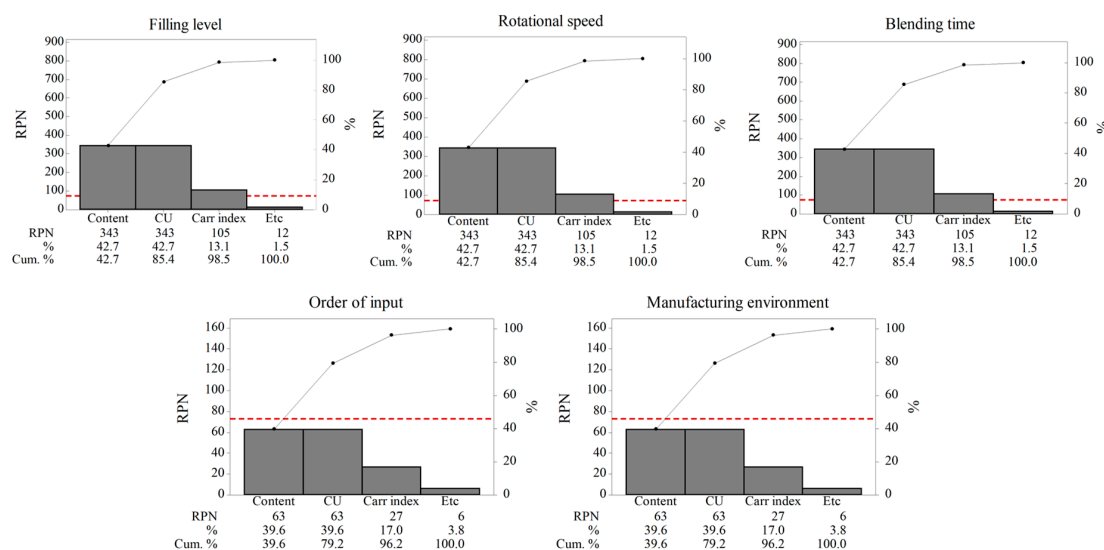 Filling level
900
800
700
600
500
400
300
200
100
0
RPN
100
80
60
40
20
0
%
Content CU Carr index Etc
RPN 343 343 105 12
% 42.7 42.7 13.1 1.5
Cum. % 42.7 85.4 98.5 100.0
Rotational speed
900
800
700
600
500
400
300
200
100
0
RPN
100
80
60
40
20
0
%
Content CU Carr index Etc
RPN 343 343 105 12
% 42.7 42.7 13.1 1.5
Cum. % 42.7 85.4 98.5 100.0
Blending time
900
800
700
600
500
400
300
200
100
0
RPN
100
80
60
40
20
0
%
Content CU Carr index Etc
RPN 343 343 105 12
% 42.7 42.7 13.1 1.5
Cum. % 42.7 85.4 98.5 100.0
Order of input
160
140
120
100
80
60
40
20
0
RPN
100
80
60
40
20
0
%
Content CU Carr index Etc
RPN 63 63 27 6
% 39.6 39.6 17.0 3.8
Cum. % 39.6 79.2 96.2 100.0
Manufacturing environment
160
140
120
100
80
60
40
20
0
RPN
100
80
60
40
20
0
%
Content CU Carr index Etc
RPN 63 63 27 6
% 39.6 39.6 17.0 3.8
Cum. % 39.6 79.2 96.2 100.0